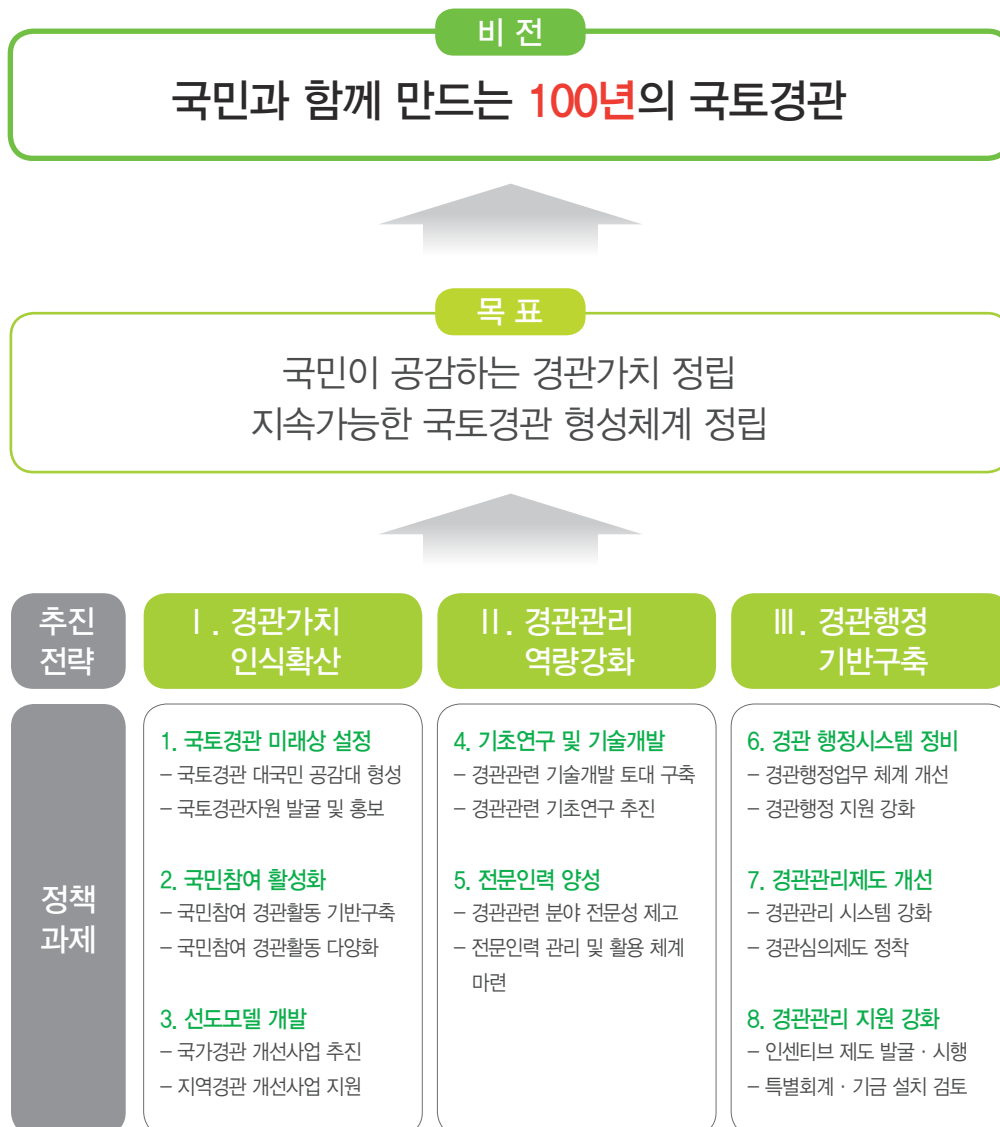 비 전
국민과 함께 만드는 100년의 국토경관
목 표
국민이 공감하는 경관가치 정립
지속가능한 국토경관 형성체계 정립
추진
전략
Ⅰ. 경관가치
인식확산
Ⅱ. 경관관리
역량강화
Ⅲ. 경관행정
기반구축
정책
과제
1. 국토경관 미래상 설정
– 국토경관 대국민 공감대 형성
– 국토경관자원 발굴 및 홍보
2. 국민참여 활성화
– 국민참여 경관활동 기반구축
– 국민참여 경관활동 다양화
3. 선도모델 개발
– 국가경관 개선사업 추진
– 지역경관 개선사업 지원
4. 기초연구 및 기술개발
– 경관관련 기술개발 토대 구축
– 경관관련 기초연구 추진
5. 전문인력 양성
– 경관관련 분야 전문성 제고
– 전문인력 관리 및 활용 체계
마련
6. 경관 행정시스템 정비
– 경관행정업무 체계 개선
– 경관행정 지원 강화
7. 경관관리제도 개선
– 경관관리 시스템 강화
– 경관심의제도 정착
8. 경관관리 지원 강화
– 인센티브 제도 발굴 · 시행
– 특별회계 · 기금 설치 검토